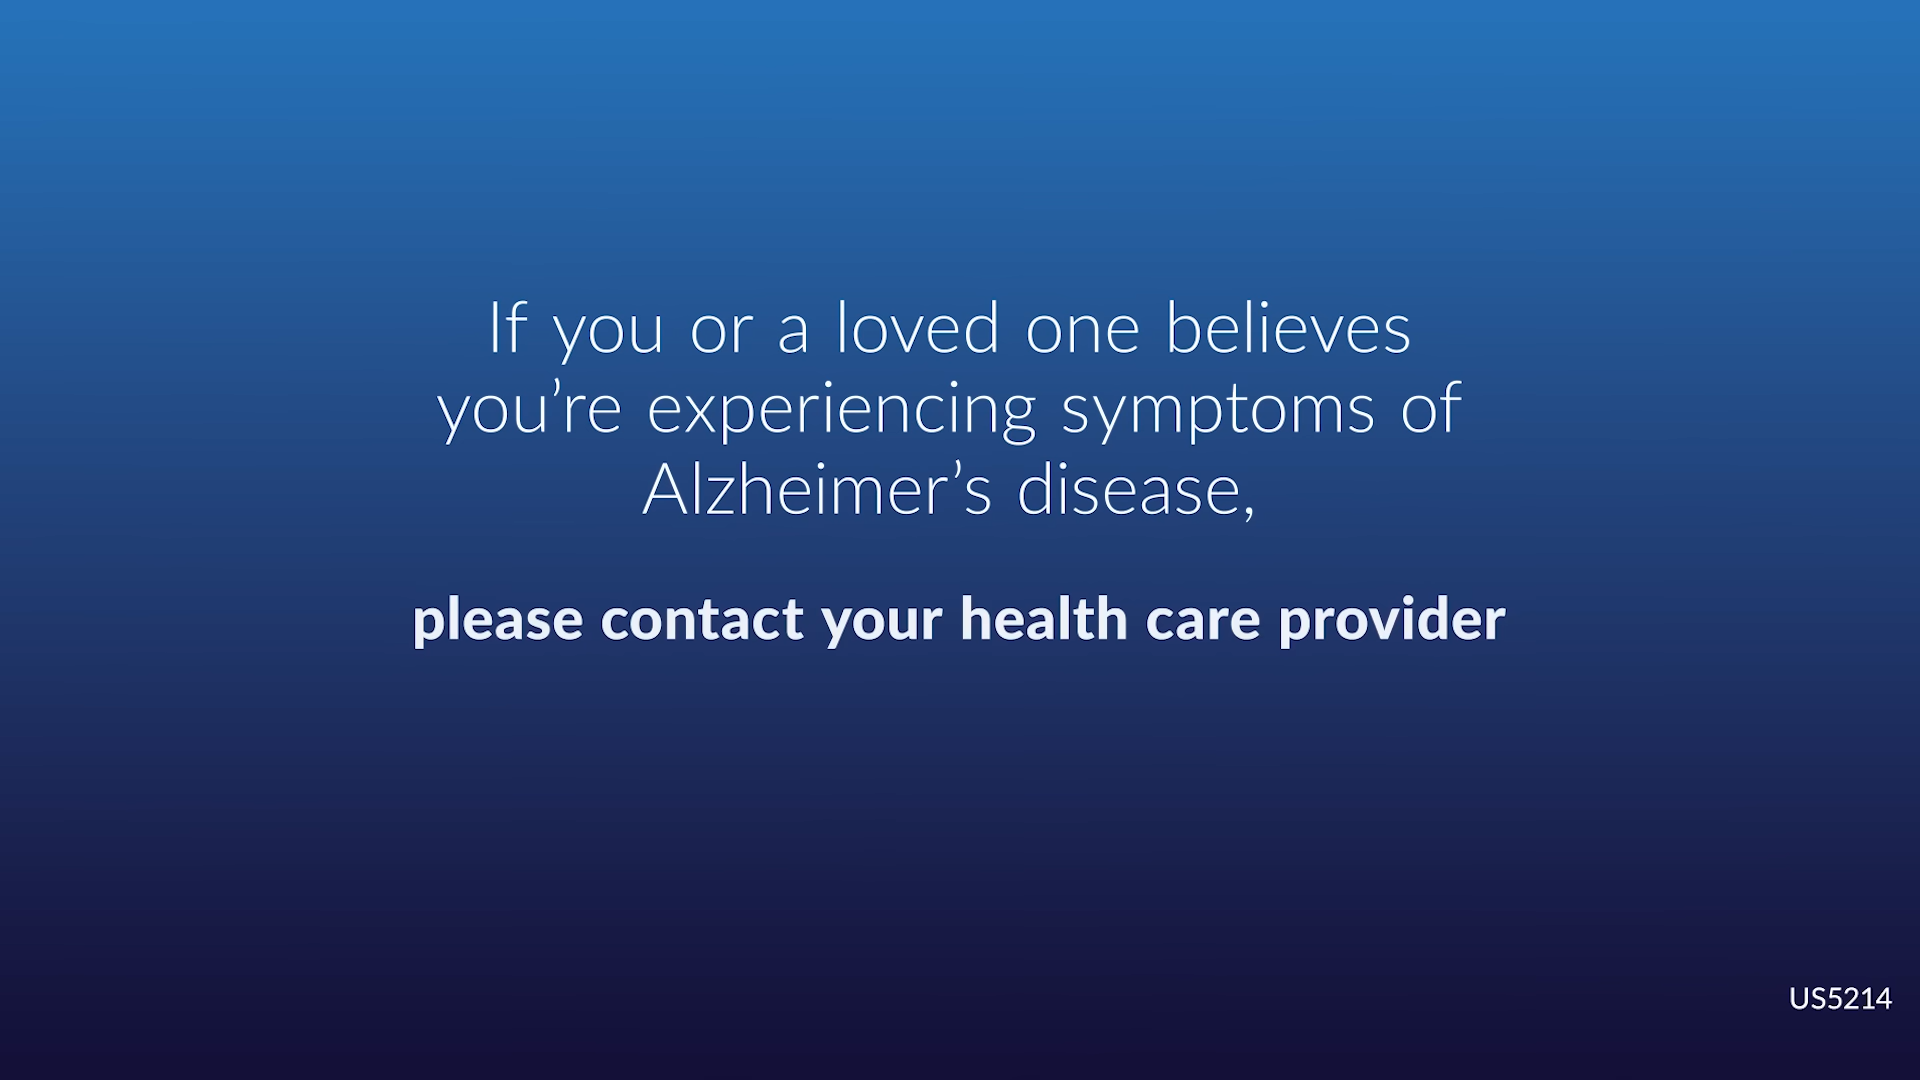 If you or a loved one believes
you’re experiencing symptoms of
Alzheimer’s disease,
please contact your health care provider
US5214